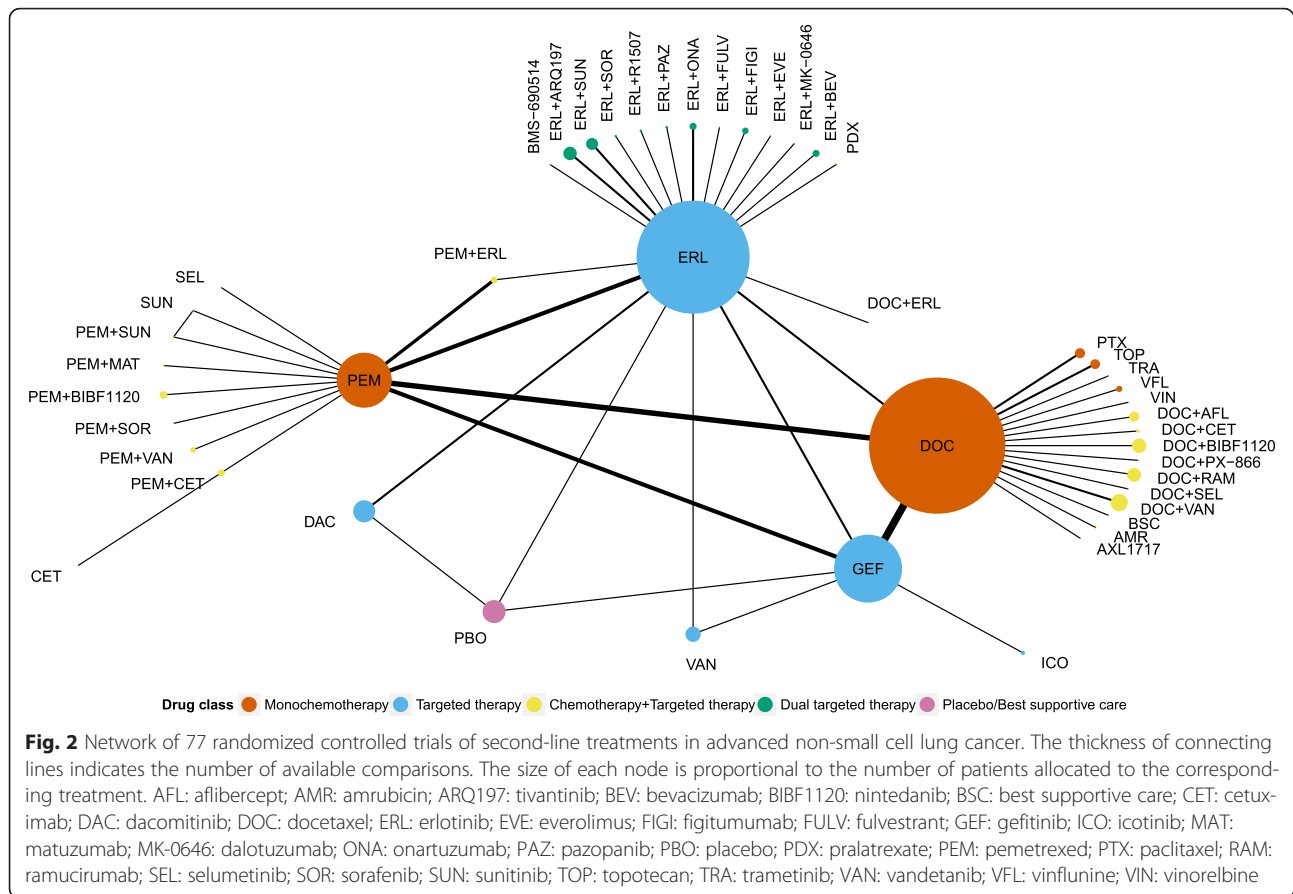 BMS-690514
ERL+ARQ197
ERL+SUN
ERL+SOR
ERL+R1507
ERL+PAZ
ERL+ONA
ERL+FULV
ERL+FIGI
ERL+EVE
ERL+MK-0646
ERL+BEV
PDX
PEM+ERL
ERL
SEL
SUN
PEM+SUN
PEM+MAT
PEM+BIBF1120
PEM+SOR
PEM+VAN
PEM+CET
CET
PEM
DOC+ERL
DOC
PTX
TOP
TRA
VFL
VIN
DOC+AFL
DOC+CET
DOC+BIBF1120
DOC+PX−866
DOC+RAM
DOC+SEL
DOC+VAN
BSC
AMR
AXL1717
DAC
GEF
PBO
VAN
ICO
Drug class Monochemotherapy Targeted therapy Chemotherapy+Targeted therapy Dual targeted therapy Placebo/Best supportive care
Fig. 2 Network of 77 randomized controlled trials of second-line treatments in advanced non-small cell lung cancer. The thickness of connecting
lines indicates the number of available comparisons. The size of each node is proportional to the number of patients allocated to the correspond-
ing treatment. AFL: aflibercept; AMR: amrubicin; ARQ197: tivantinib; BEV: bevacizumab; BIBF1120: nintedanib; BSC: best supportive care; CET: cetux-
imab; DAC: dacomitinib; DOC: docetaxel; ERL: erlotinib; EVE: everolimus; FIGI: figitumumab; FULV: fulvestrant; GEF: gefitinib; ICO: icotinib; MAT:
matuzumab; MK-0646: dalotuzumab; ONA: onartuzumab; PAZ: pazopanib; PBO: placebo; PDX: pralatrexate; PEM: pemetrexed; PTX: paclitaxel; RAM:
ramucirumab; SEL: selumetinib; SOR: sorafenib; SUN: sunitinib; TOP: topotecan; TRA: trametinib; VAN: vandetanib; VFL: vinflunine; VIN: vinorelbine